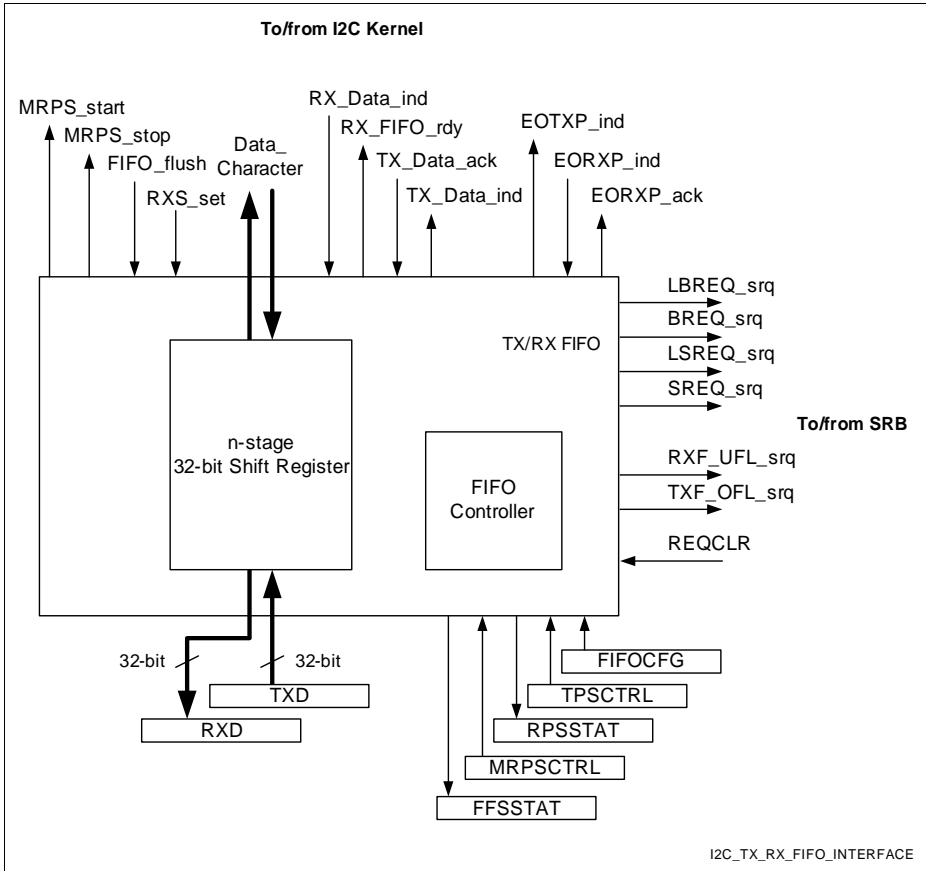 To/from I2C Kernel
MRPS_start
MRPS_stop
FIFO_flush
RXS_set
Data_
Character
RX_Data_ind
RX_FIFO_rdy
TX_Data_ack
TX_Data_ind
EOTXP_ind
EORXP_ind
EORXP_ack
LBREQ_srq
BREQ_srq
LSREQ_srq
SREQ_srq
TX/RX FIFO
To/from SRB
n-stage
32-bit Shift Register
FIFO
Controller
RXF_UFL_srq
TXF_OFL_srq
REQCLR
32-bit
32-bit
TXD
RXD
FIFOCFG
TPSCTRL
RPSSTAT
MRPSCTRL
FFSSTAT
I2C_TX_RX_FIFO_INTERFACE